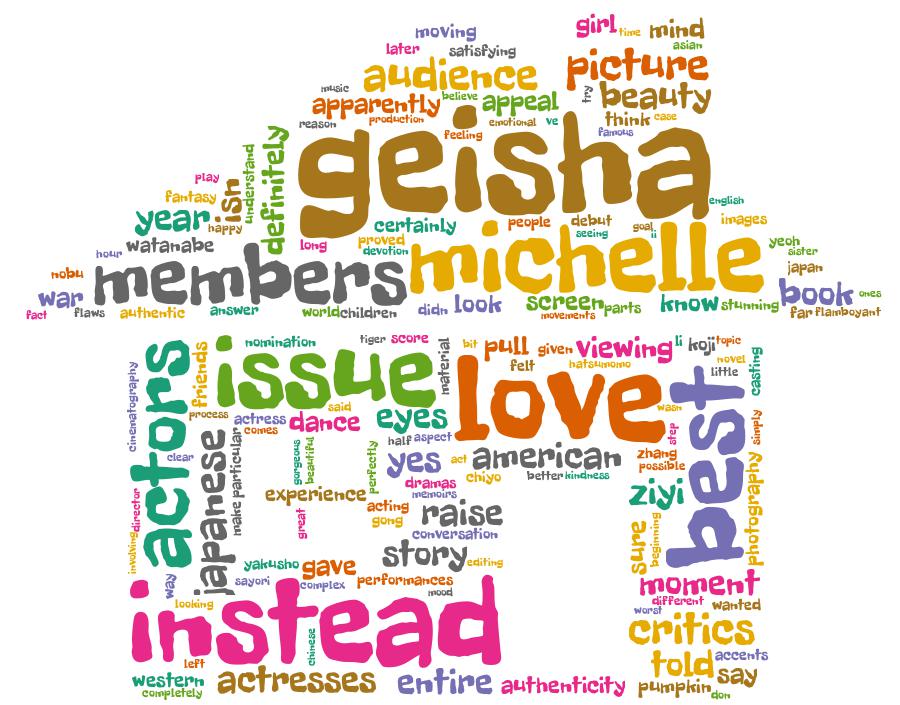 girl time mind
moving
asian
later satisfying
picture
audience
music try beauty
apparently believe appeal
production think case
reason emotional ve
feeling famous
geisha
definitely
understand
play
isn
fantasy
happy
year
english
certainly people debut images
seeing goal ii
watanabe long proved
devotion
michelle
yeoh
sister
hour
members
nobu japan
war book ones
didn look screen parts know stunning
fact flaws authentic answer world children movements far flamboyant
nomination tiger score
bit pull given viewing li koji topic
friends
issue
material
felt hatsumomo novel
little
casting
cinematography
actors
love
best
process actress said
comes dance eyes wasn
step
simply
clear half aspect
gorgeous
beautiful
perfectly
yes act american zhang
possible
japanese
make particular
dramas chiyo better kindness
experience memoirs ziyi
photography
director
involving
great acting
gong raise
conversation
sure
beginning
story
yakusho gave editing
way sayori complex performances
mood
moment
instead
looking
different
worst wanted
chinese
critics
left
told accents
western actresses entire authenticity pumpkin say
completely don